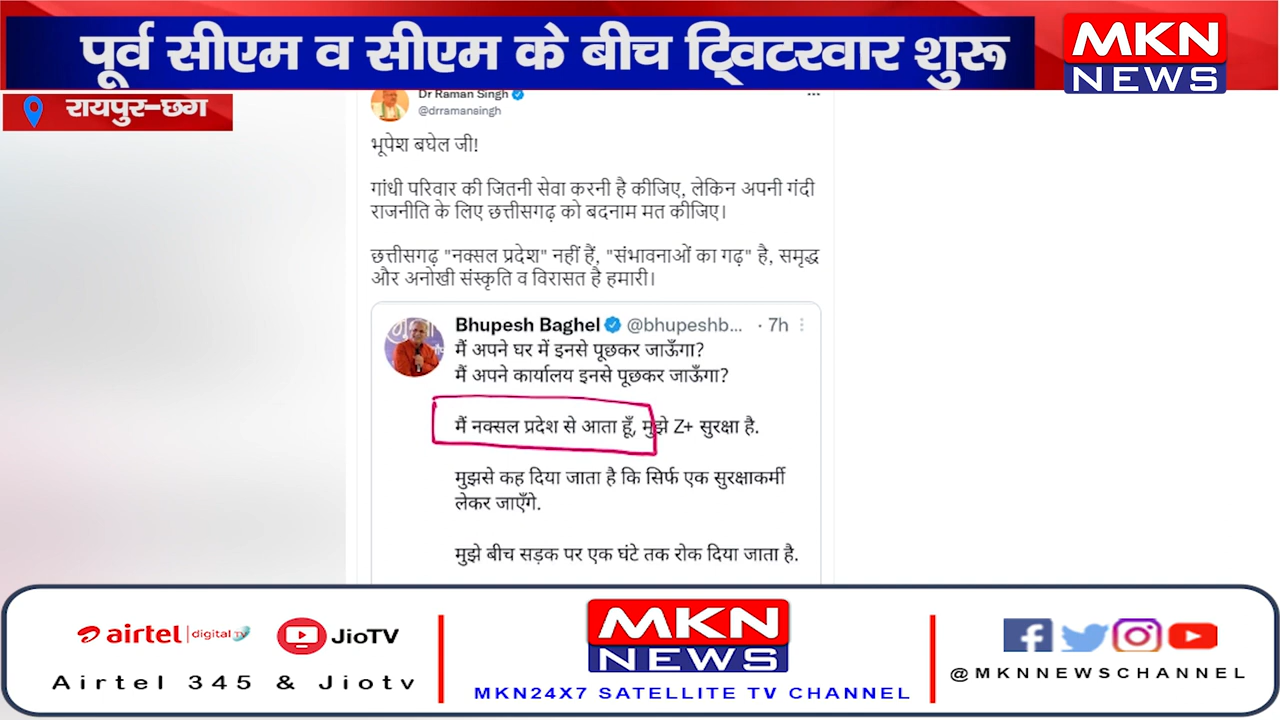 पूर्व सीएम व सीएम के बीच ट्विटरवार शुरू
MKN
NEWS
रायपुर-छग
Dr Raman Singh
@drramansingh
भूपेश बघेल जी!
गांधी परिवार की जितनी सेवा करनी है कीजिए, लेकिन अपनी गंदी
राजनीति के लिए छत्तीसगढ़ को बदनाम मत कीजिए।
छत्तीसगढ़ "नक्सल प्रदेश" नहीं हैं, "संभावनाओं का गढ़" है, समृद्ध
और अनोखी संस्कृति व विरासत है हमारी।
Bhupesh Baghel @bhupeshb... · 7h
मैं अपने घर में इनसे पूछकर जाऊँगा?
मैं अपने कार्यालय इनसे पूछकर जाऊँगा?
मैं नक्सल प्रदेश से आता हूँ, मुझे Z+ सुरक्षा है.
मुझसे कह दिया जाता है कि सिर्फ एक सुरक्षाकर्मी
लेकर जाएँगे.
मुझे बीच सड़क पर एक घंटे तक रोक दिया जाता है.
airtel digital TV
JioTV
Airtel 345 & Jiotv
MKN
NEWS
MKN24X7 SATELLITE TV CHANNEL
@MKNNEWSCHANNEL